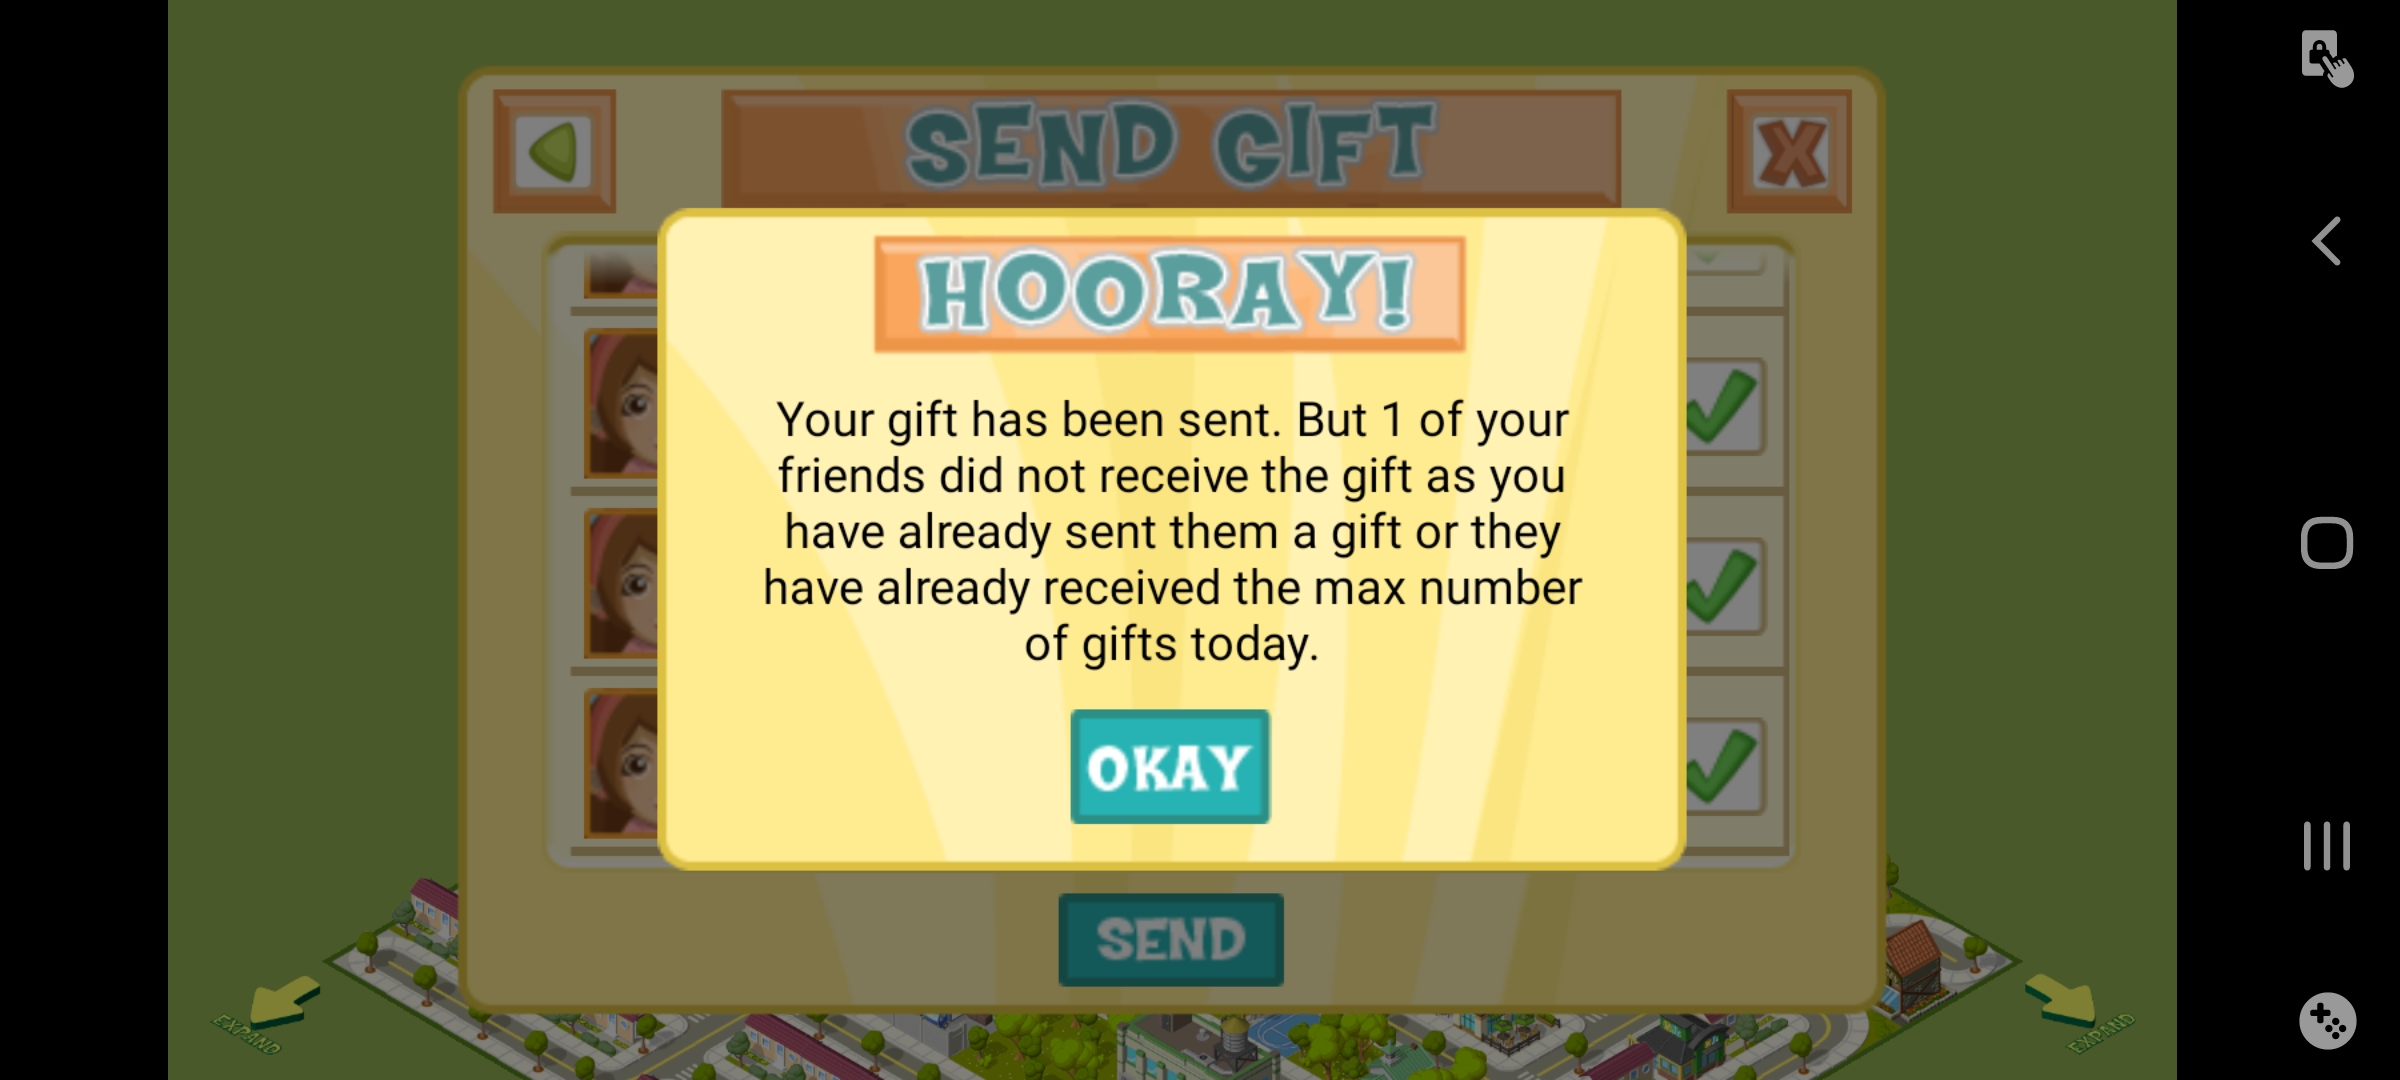 SEND GIFT
HOORAY!
Your gift has been sent. But 1 of your
friends did not receive the gift as you
have already sent them a gift or they
have already received the max number
of gifts today.
OKAY
SEND
EXPAND
EXPAND